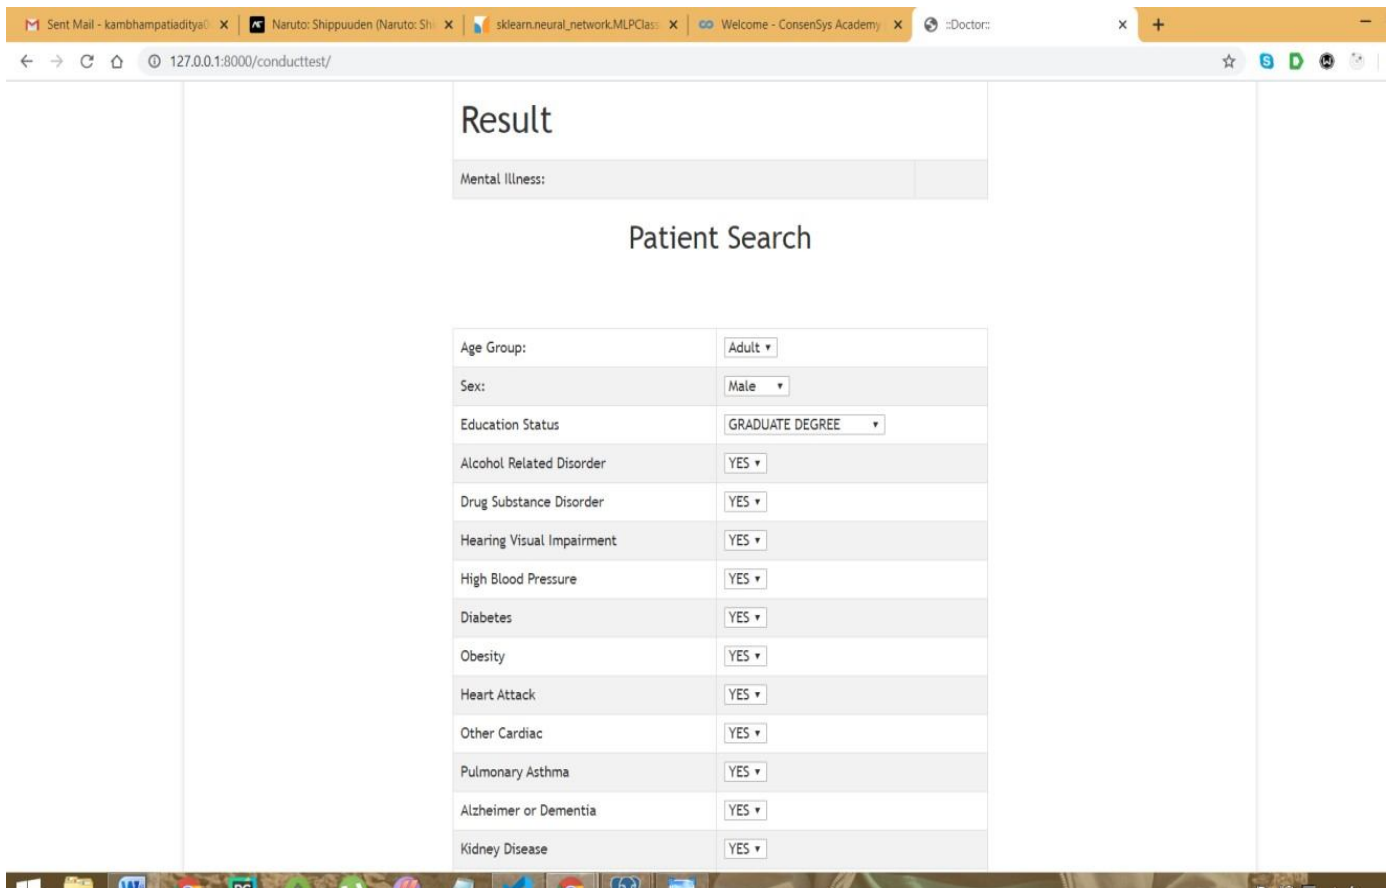 Sent Mail - kambhampatiaditya0
Naruto: Shippuuden (Naruto: Shi
sklearn.neural_network.MLPClass
Welcome - ConsenSys Academy
::Doctor::
127.0.0.1:8000/conducttest/
Result
Mental Illness:
Patient Search
Age Group: Adult
Sex: Male
Education Status GRADUATE DEGREE
Alcohol Related Disorder YES
Drug Substance Disorder YES
Hearing Visual Impairment YES
High Blood Pressure YES
Diabetes YES
Obesity YES
Heart Attack YES
Other Cardiac YES
Pulmonary Asthma YES
Alzheimer or Dementia YES
Kidney Disease YES